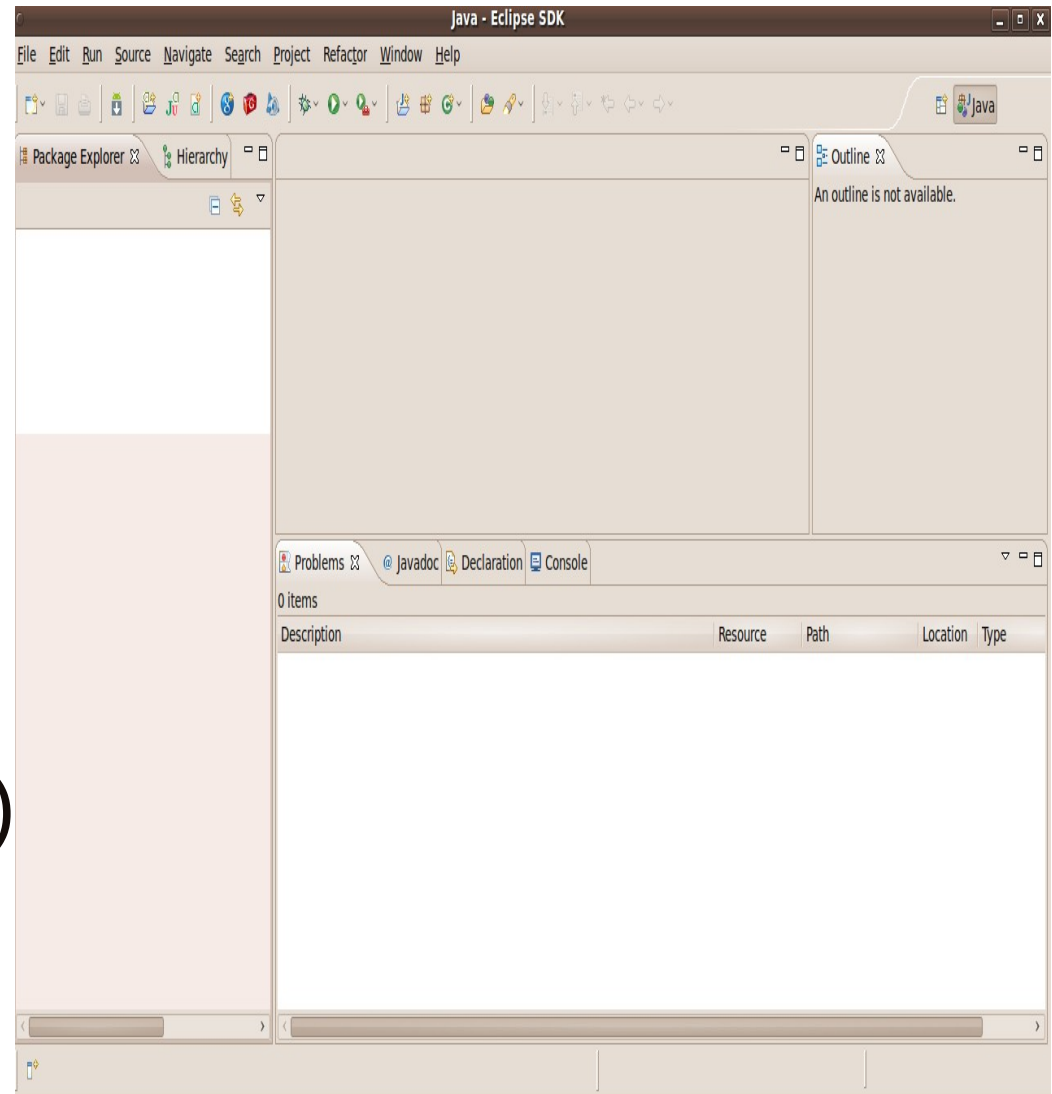 Java - Eclipse SDK
File Edit Run Source Navigate Search Project Refactor Window Help
Java
Package Explorer Hierarchy
Outline
An outline is not available.
Problems @ Javadoc Declaration Console
0 items
Description Resource Path Location Type
)